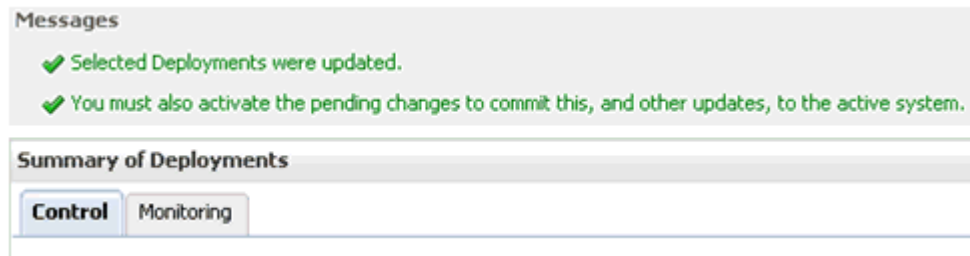 Messages
Selected Deployments were updated.
You must also activate the pending changes to commit this, and other updates, to the active system.
Summary of Deployments
Control Monitoring